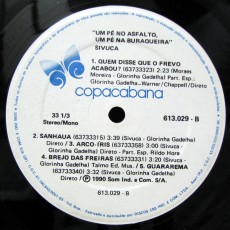 "UM PÉ NO ASFALTO,
UM PÉ NA BURAQUEIRA"
SIVUCA
1. QUEM DISSE QUE O FREVO
ACABOU? (63733323) 2:23 (Moraes
Moreira - Glorinha Gadelha) Part. Esp.
Moraes
Glorinha Gadelha—Warner/Chappell / Direto
copacabana
33 1/3
Stereo/Mono
613.029 - B
2. SANHAUA (63733315) 3:39 (Sivuca - Glorinha Gadelha)
Direto / 3. ARCO-ÍRIS (63733358) 3:00 (Sivuca -
Glorinha Gadelha) Direto - Part. Esp. Rildo Hora
4. BREJO DAS FREIRAS (63733331) 3:20 (Sivuca -
Glorinha Gadelha) Talmo Ed. Mus. / 5. GUARAREMA
(63733340) 3:32 (Sivuca - Glorinha Gadelha)
Direto / Ⓟ 1990 Som Ind. e Com. S/A.
613.029 - B